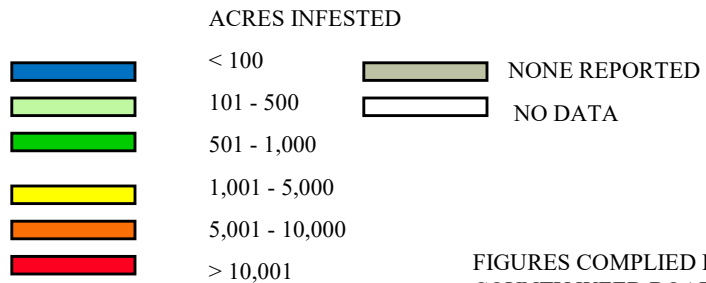 ACRES INFESTED
< 100
NONE REPORTED
101 - 500
NO DATA
501 - 1,000
1,001 - 5,000
5,001 - 10,000
> 10,001
FIGURES COMPLIED